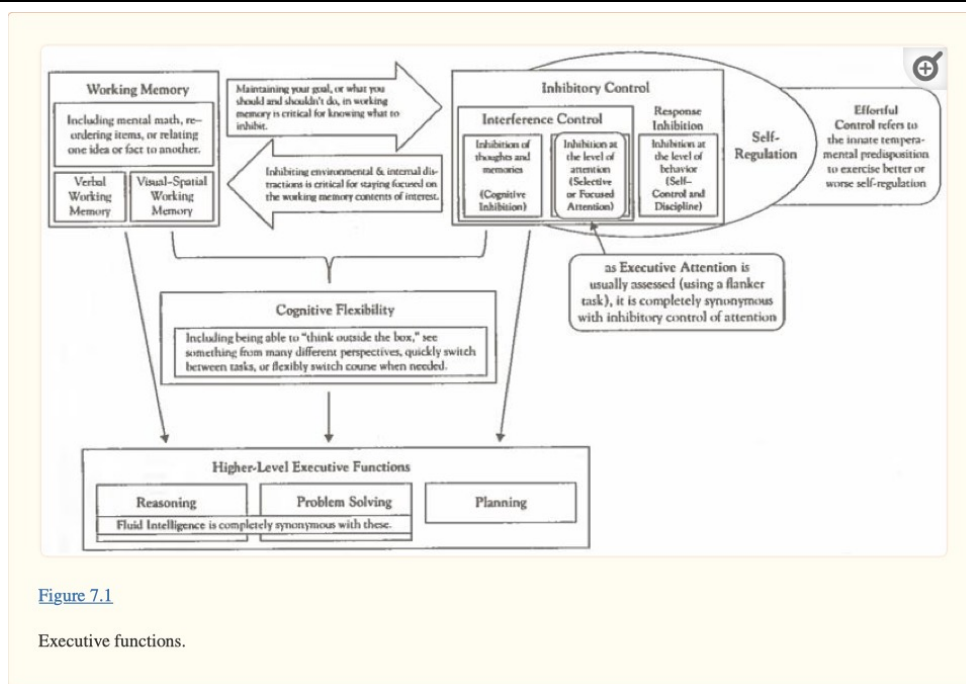 Working Memory
Including mental math, re-
ordering items, or relating
one idea or fact to another.
Verbal
Working
Memory
Visual-Spatial
Working
Memory
Maintaining your goal, or what you
should and shouldn't do, in working
memory is critical for knowing what to
inhibit.
Inhibiting environmental & internal dis-
tractions is critical for staying focused on
the working memory contents of interest.
Inhibitory Control
Interference Control
Inhibition of
thoughts and
memories
(Cognitive
Inhibition)
Inhibition at
the level of
attention
(Selective
or Focused
Attention)
Response
Inhibition
Inhibition at
the level of
behavior
(Self-
Control and
Discipline)
Self-
Regulation
Effortful
Control refers to
the innate tempera-
mental predisposition
to exercise better or
worse self-regulation
as Executive Attention is
usually assessed (using a flanker
task), it is completely synonymous
with inhibitory control of attention
Cognitive Flexibility
Including being able to "think outside the box," see
something from many different perspectives, quickly switch
between tasks, or flexibly switch course when needed.
Higher-Level Executive Functions
Reasoning
Problem Solving
Planning
Fluid Intelligence is completely synonymous with these.
Figure 7.1
Executive functions.